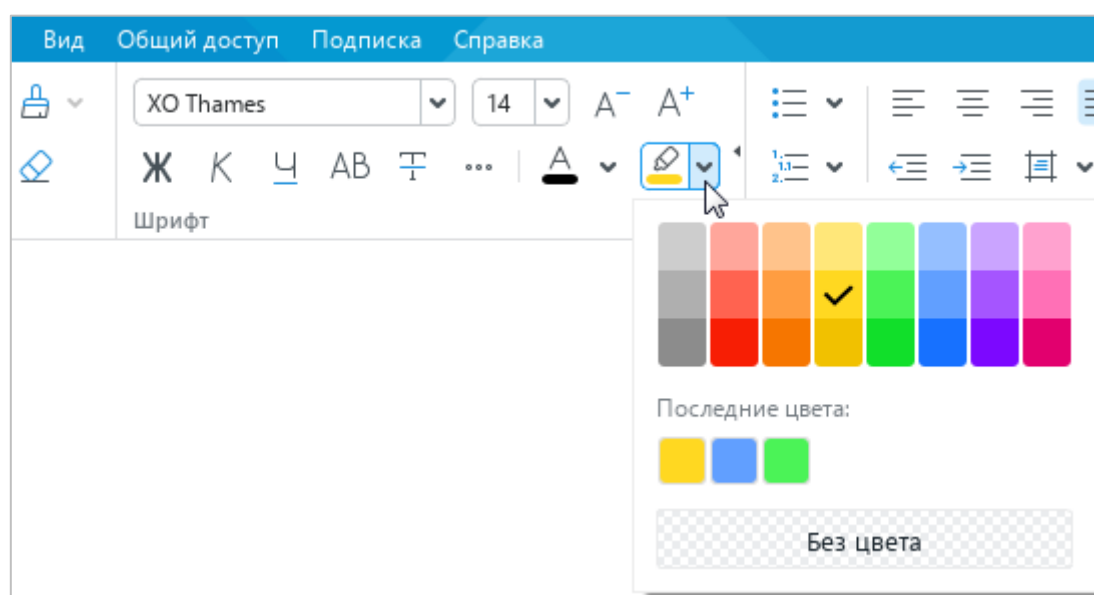 Вид Общий доступ Подписка Справка
XO Thames 14 A⁻ A⁺
Ж К Ч АВ Т ... А
Шрифт
Последние цвета:
Без цвета